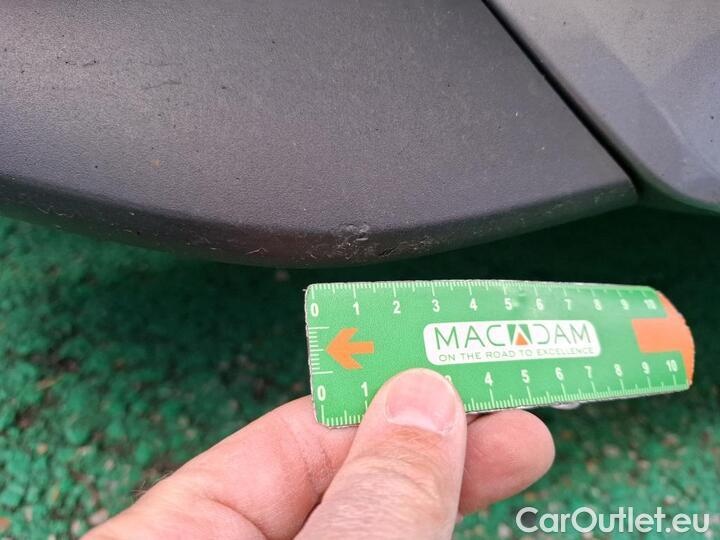 0 1 2 3 4 5 6 7 8 9 10
MACADAM
ON THE ROAD TO EXCELLENCE
0 1 3 4 5 6 7 8 9 10
CarOutlet.eu